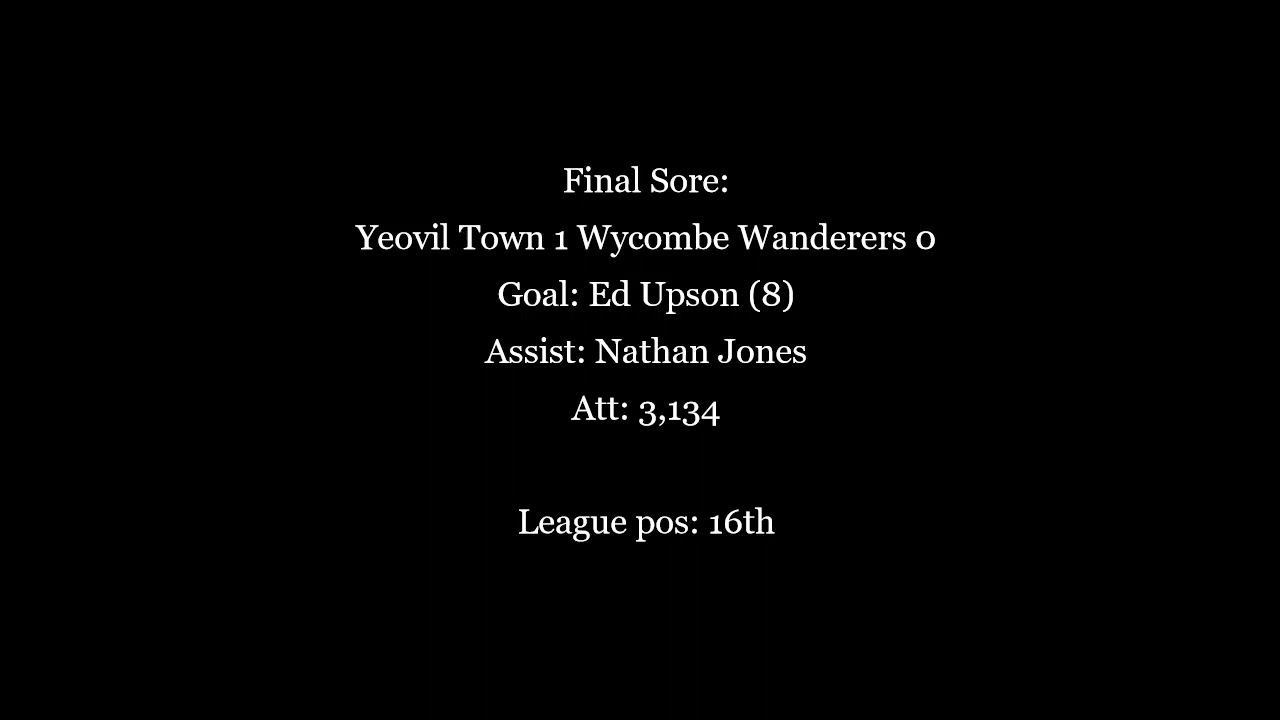 Final Sore:
Yeovil Town 1 Wycombe Wanderers 0
Goal: Ed Upson (8)
Assist: Nathan Jones
Att: 3,134
League pos: 16th